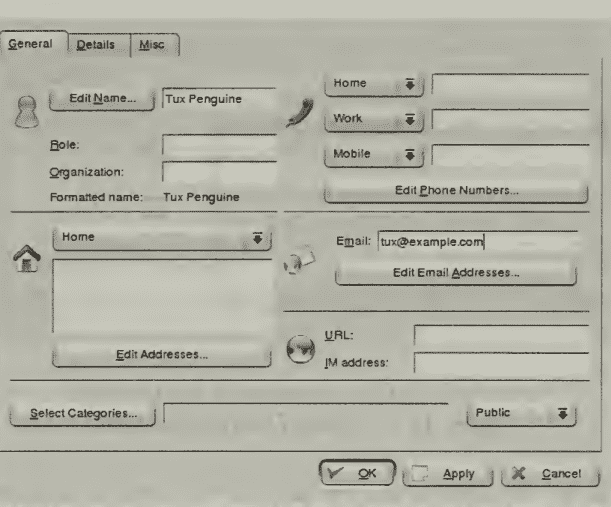 General Details Misc
Edit Name... Tux Penguine
Role:
Organization:
Formatted name: Tux Penguine
Home
Work
Mobile
Edit Phone Numbers...
Home
Edit Addresses...
Email: tux@example.com
Edit Email Addresses...
URL:
IM address:
Select Categories... Public
OK Apply Cancel